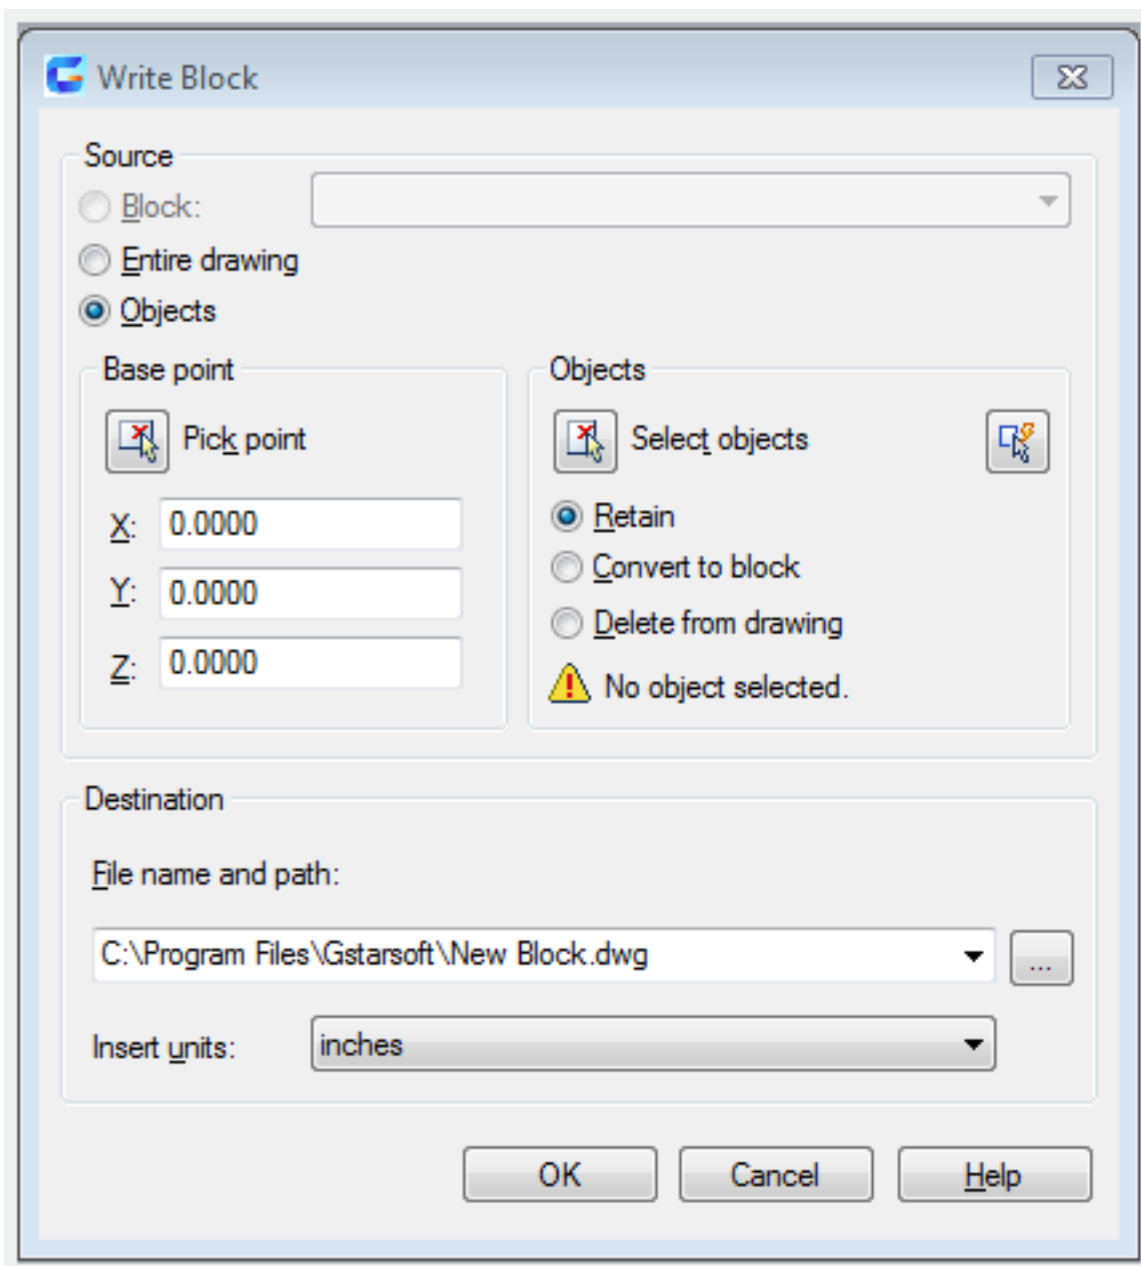 Write Block
Source
Block:
Entire drawing
Objects
Base point
Pick point
X: 0.0000
Y: 0.0000
Z: 0.0000
Objects
Select objects
Retain
Convert to block
Delete from drawing
No object selected.
Destination
File name and path:
C:\Program Files\Gstarsoft\New Block.dwg
...
Insert units: inches
OK Cancel Help